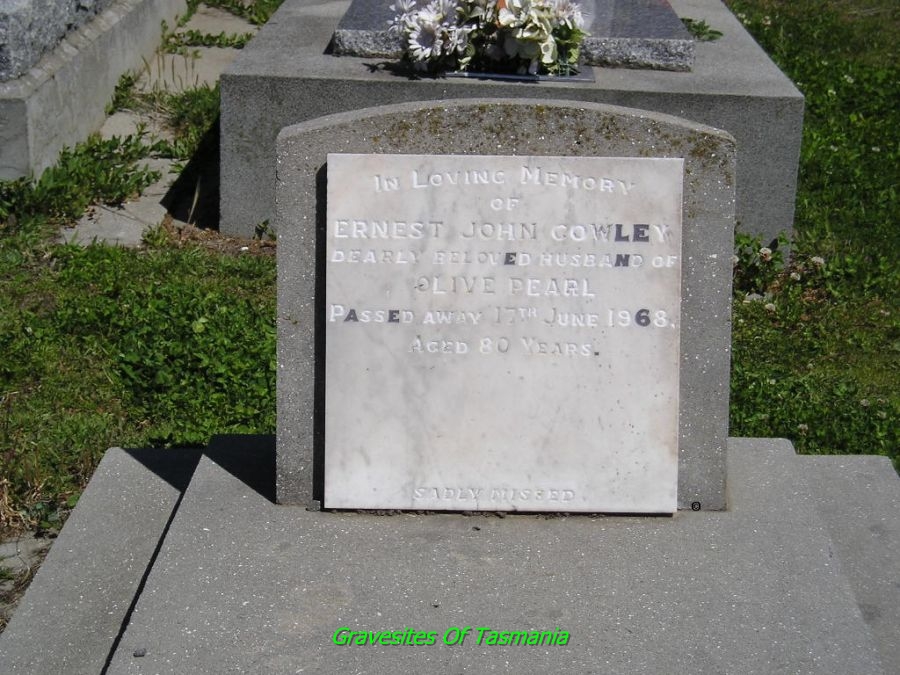 IN LOVING MEMORY
OF
ERNEST JOHN COWLEY
DEARLY BELOVED HUSBAND OF
OLIVE PEARL
PASSED AWAY 17TH JUNE 1968.
AGED 80 YEARS.
SADLY MISSED
Gravesites Of Tasmania